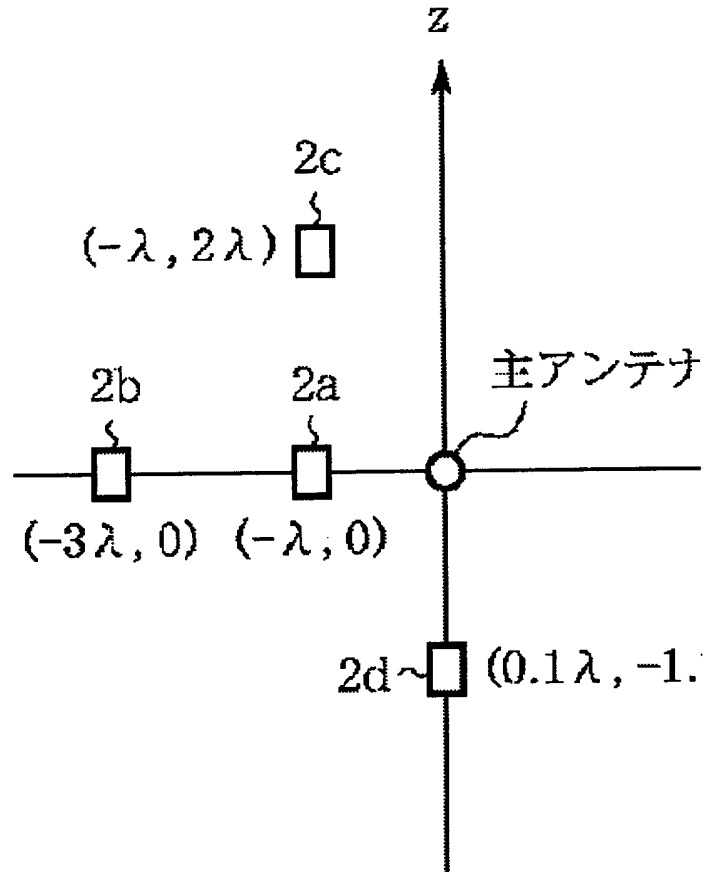 z
2c
(-λ, 2λ)
主アンテナ
2b
2a
(-3λ, 0)
(-λ, 0)
2d
(0.1λ, -1.